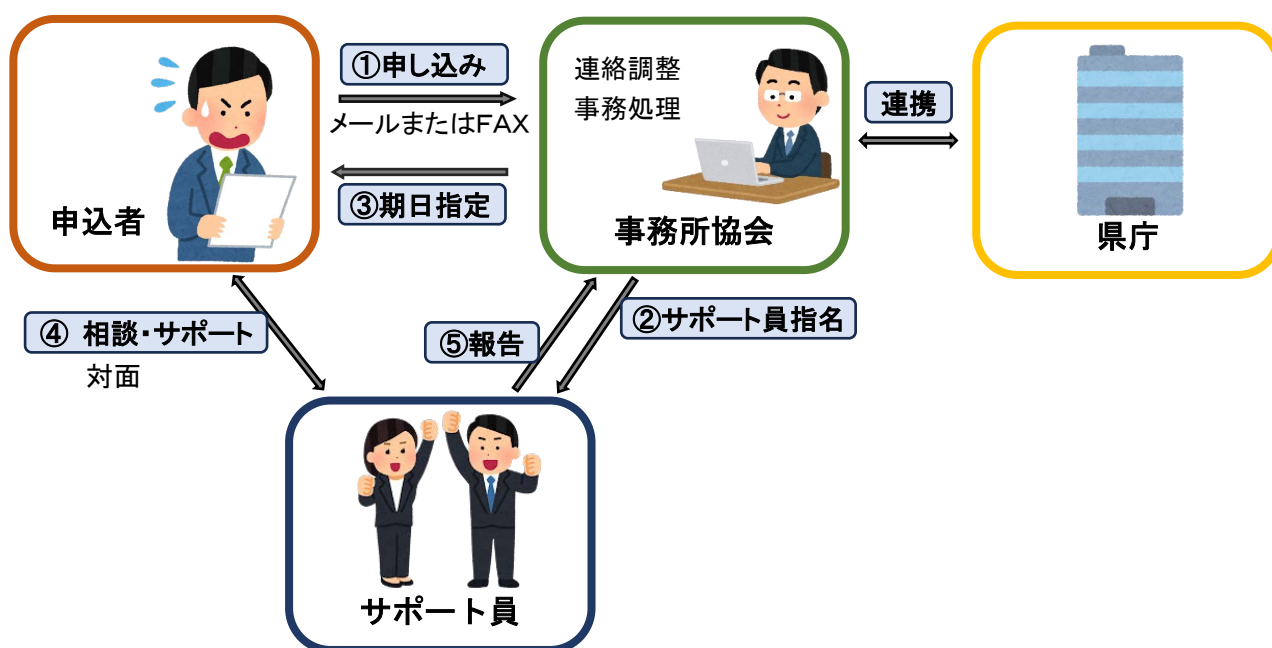 ①申し込み
メールまたはFAX
③期日指定
申込者
連絡調整
事務処理
事務所協会
連携
県庁
④ 相談・サポート
対面
⑤報告
②サポート員指名
サポート員